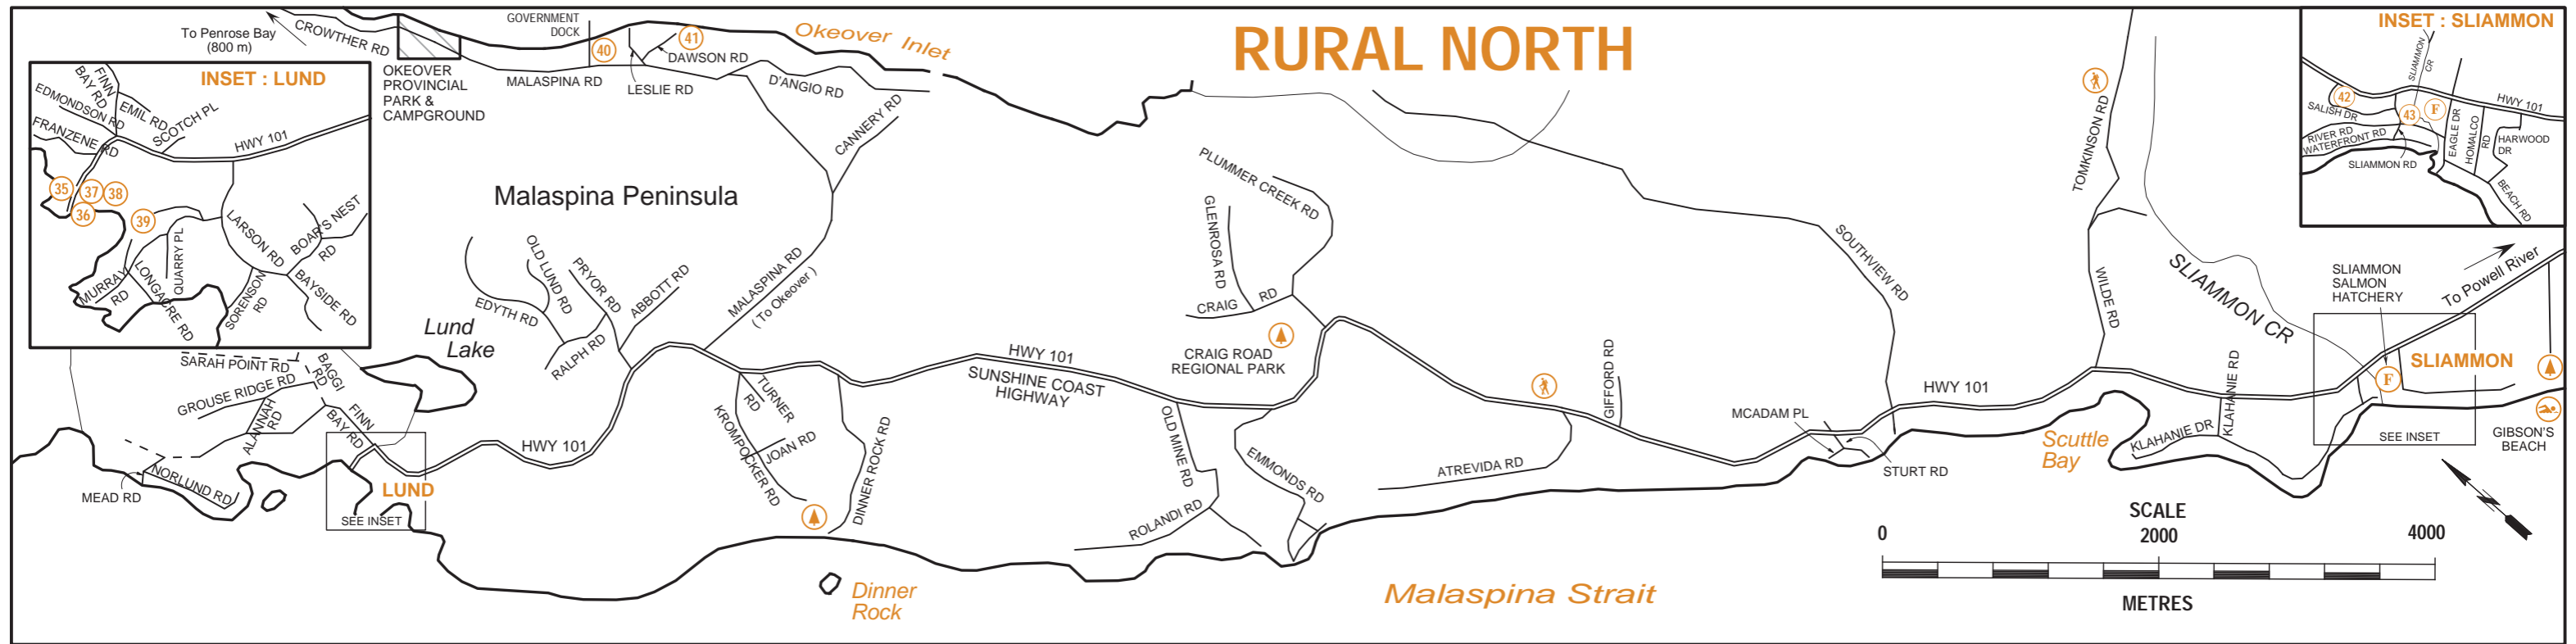 RURAL NORTH
To Penrose Bay
(800 m)
CROWTHER RD
OKEOVER
PROVINCIAL
PARK &
CAMPGROUND
GOVERNMENT
DOCK
40
41
MALASPINA RD
LESLIE RD
DAWSON RD
D'ANGIO RD
CANNERY RD
Okeover Inlet
INSET : LUND
FINN
BAY RD
EDMONDSON RD
EMIL RD
SCOTCH PL
FRANZENE RD
HWY 101
35
37
38
36
39
LARSON RD
BOAR'S NEST
RD
QUARRY PL
MURRAY
RD
LONGACRE RD
SORENSON
RD
BAYSIDE RD
Malaspina Peninsula
Lund
Lake
EDYTH RD
OLD LUND RD
PRYOR RD
RALPH RD
ABBOTT RD
MALASPINA RD
( To Okeover )
SARAH POINT RD
BAGGI
RD
GROUSE RIDGE RD
ALANNAH
RD
FINN
BAY RD
MEAD RD
NORLUND RD
LUND
SEE INSET
HWY 101
TURNER
RD
KROMPOCKER RD
JOAN RD
DINNER ROCK RD
Dinner
Rock
HWY 101
SUNSHINE COAST
HIGHWAY
PLUMMER CREEK RD
GLENROSA RD
CRAIG RD
CRAIG ROAD
REGIONAL PARK
OLD MINE RD
ROLANDI RD
EMMONDS RD
ATREVIDA RD
GIFFORD RD
SOUTHVIEW RD
MCADAM PL
STURT RD
HWY 101
Malaspina Strait
TOMKINSON RD
WILDE RD
SLIAMMON CR
Scuttle
Bay
KLAHANIE DR
KLAHANIE RD
SLIAMMON
SALMON
HATCHERY
To Powell River
F
SLIAMMON
SEE INSET
GIBSON'S
BEACH
INSET : SLIAMMON
SLIAMMON
CR
42
43
F
HWY 101
SALISH DR
RIVER RD
WATERFRONT RD
SLIAMMON RD
EAGLE DR
HOMALCO
RD
HARWOOD
DR
BEACH RD
SCALE
0 2000 4000
METRES